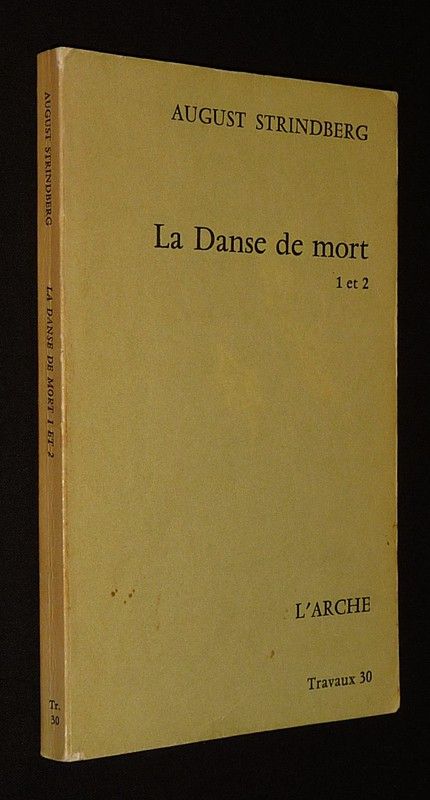 AUGUST STRINDBERG
La Danse de mort
1 et 2
L'ARCHE
Travaux 30
AUGUST STRINDBERG
LA DANSE DE MORT 1 ET 2
Tr.
30